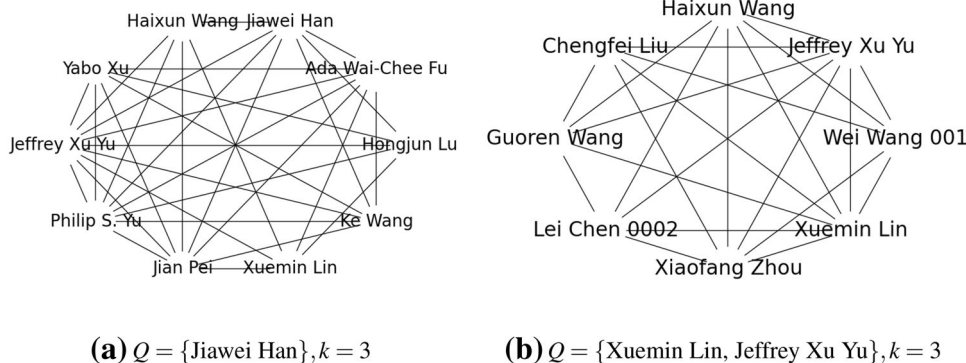 Haixun Wang Jiawei Han
Yabo Xu Ada Wai-Chee Fu
Jeffrey Xu Yu Hongjun Lu
Philip S. Yu Ke Wang
Jian Pei Xuemin Lin
(a) Q = {Jiawei Han}, k = 3
Haixun Wang
Chengfei Liu Jeffrey Xu Yu
Guoren Wang Wei Wang 001
Lei Chen 0002 Xuemin Lin
Xiaofang Zhou
(b) Q = {Xuemin Lin, Jeffrey Xu Yu}, k = 3